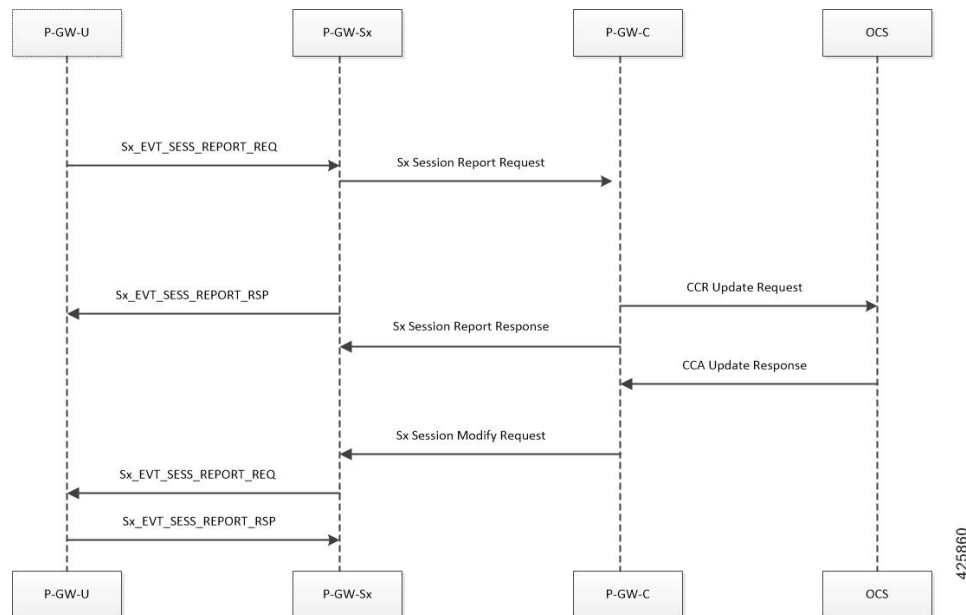 P-GW-U
P-GW-Sx
P-GW-C
OCS
Sx_EVT_SESS_REPORT_REQ
Sx Session Report Request
CCR Update Request
Sx_EVT_SESS_REPORT_RSP
Sx Session Report Response
CCA Update Response
Sx Session Modify Request
Sx_EVT_SESS_REPORT_REQ
Sx_EVT_SESS_REPORT_RSP
P-GW-U
P-GW-Sx
P-GW-C
OCS
425860